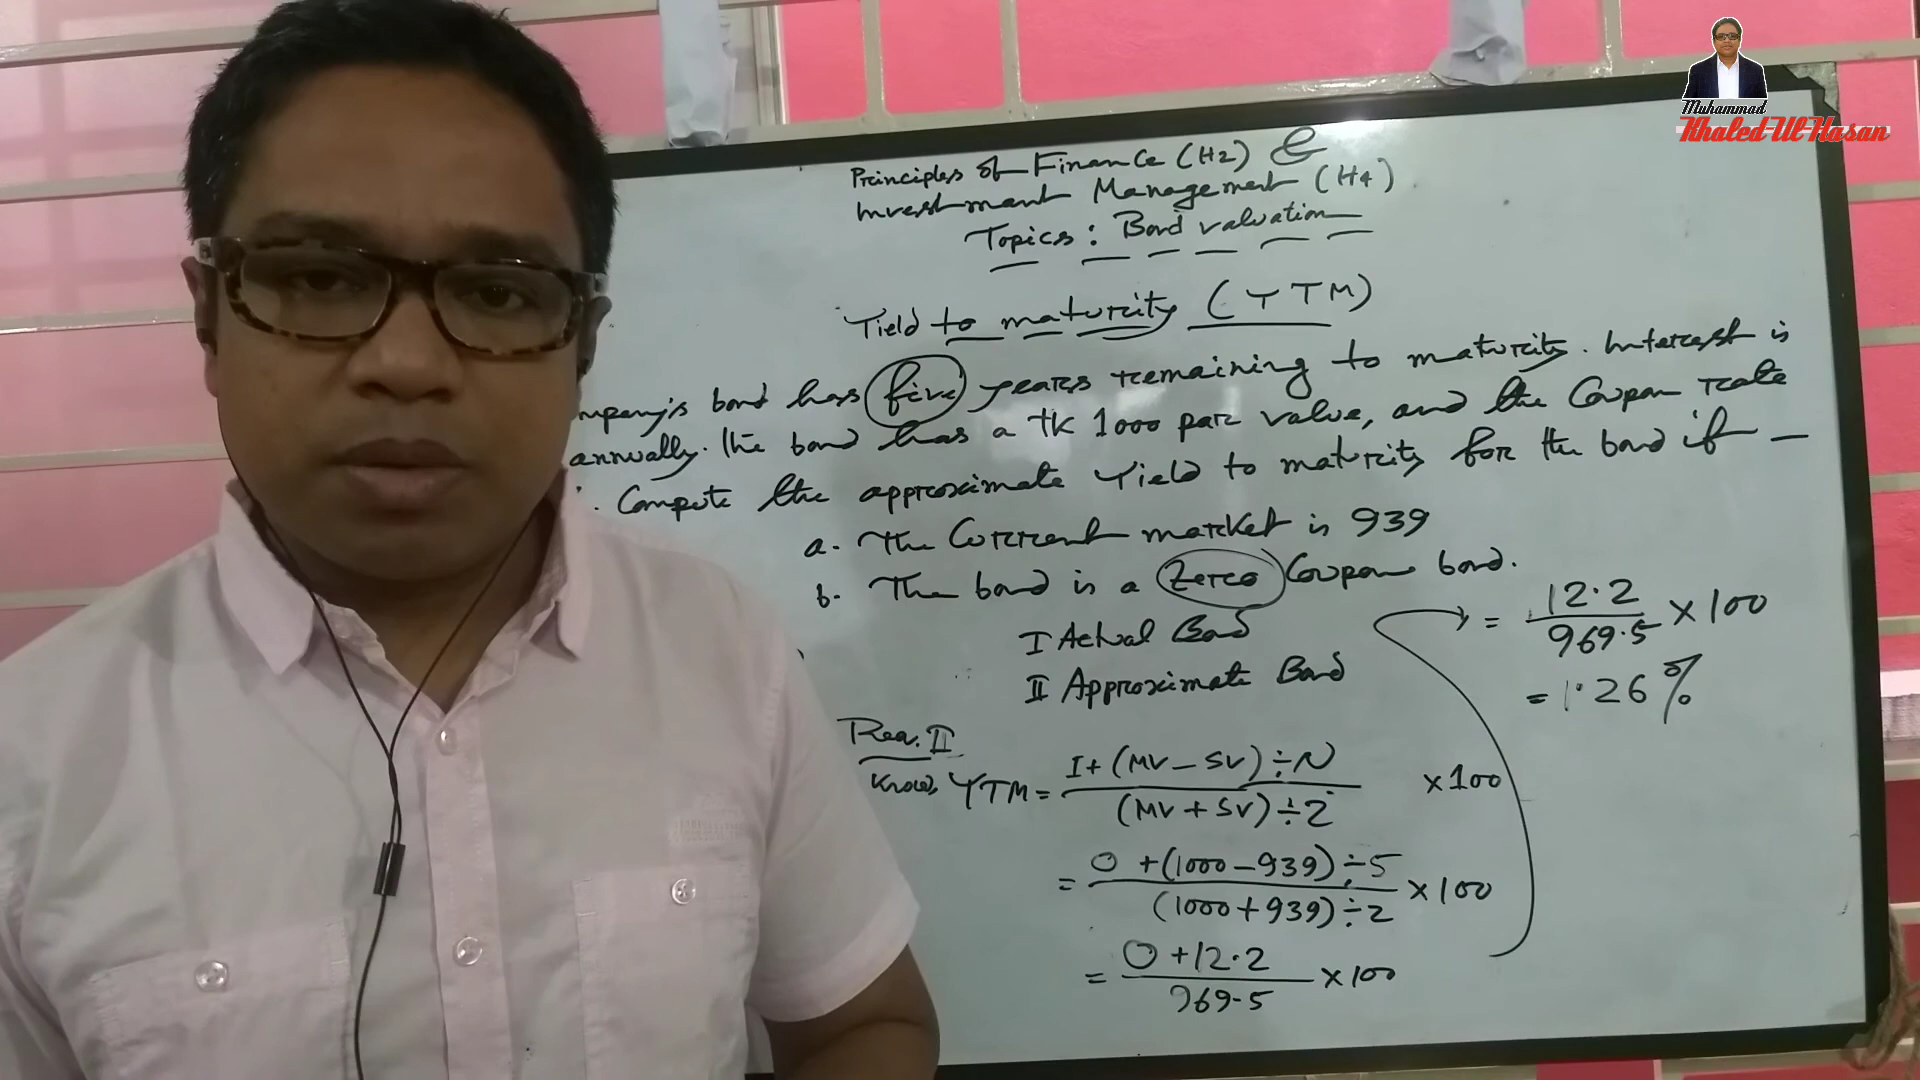 Muhammad
Khaled-Ul-Hasan
Principles of Finance (H2) &
Investment Management (H4)
Topics : Bond valuation
Yield to maturity (YTM)
mpany's bond has five years remaining to maturity. Interest is
annually. The bond has a tk 1000 par value, and the Coupon rate
. Compute the approximate Yield to maturity for the bond if —
a. The Current market is 939
b. The bond is a Zero Coupon bond.
I Actual Bond
II Approximate Bond
= 12.2 / 969.5 × 100
= 1.26%
Req. II
Know, YTM = I + (MV - SV) ÷ N / (MV + SV) ÷ 2 × 100
= 0 + (1000 - 939) ÷ 5 / (1000 + 939) ÷ 2 × 100
= 0 + 12.2 / 969.5 × 100